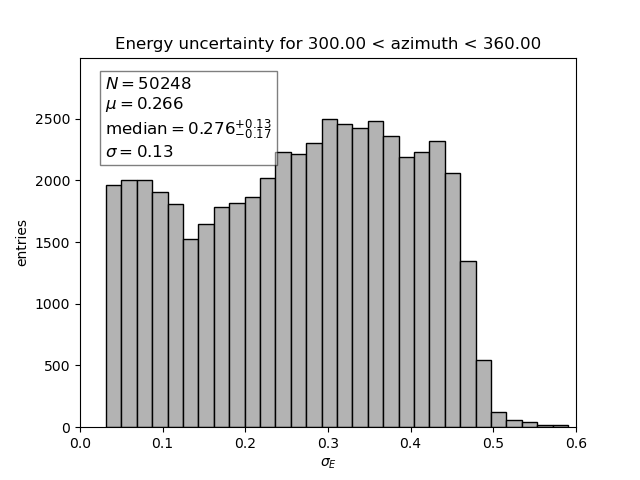 Energy uncertainty for 300.00 < azimuth < 360.00
N = 50248
μ = 0.266
median = 0.276^{+0.13}_{-0.17}
σ = 0.13
entries
2500
2000
1500
1000
500
0
0.0 0.1 0.2 0.3 0.4 0.5 0.6
σ_E